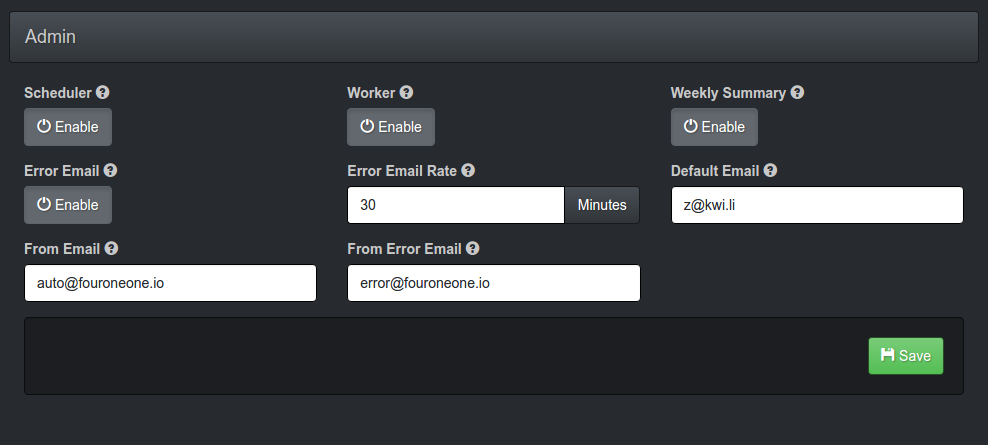 Admin
Scheduler Worker Weekly Summary
Enable Enable Enable
Error Email Error Email Rate Default Email
Enable 30 Minutes z@kwi.li
From Email From Error Email
auto@fouroneone.io error@fouroneone.io
Save